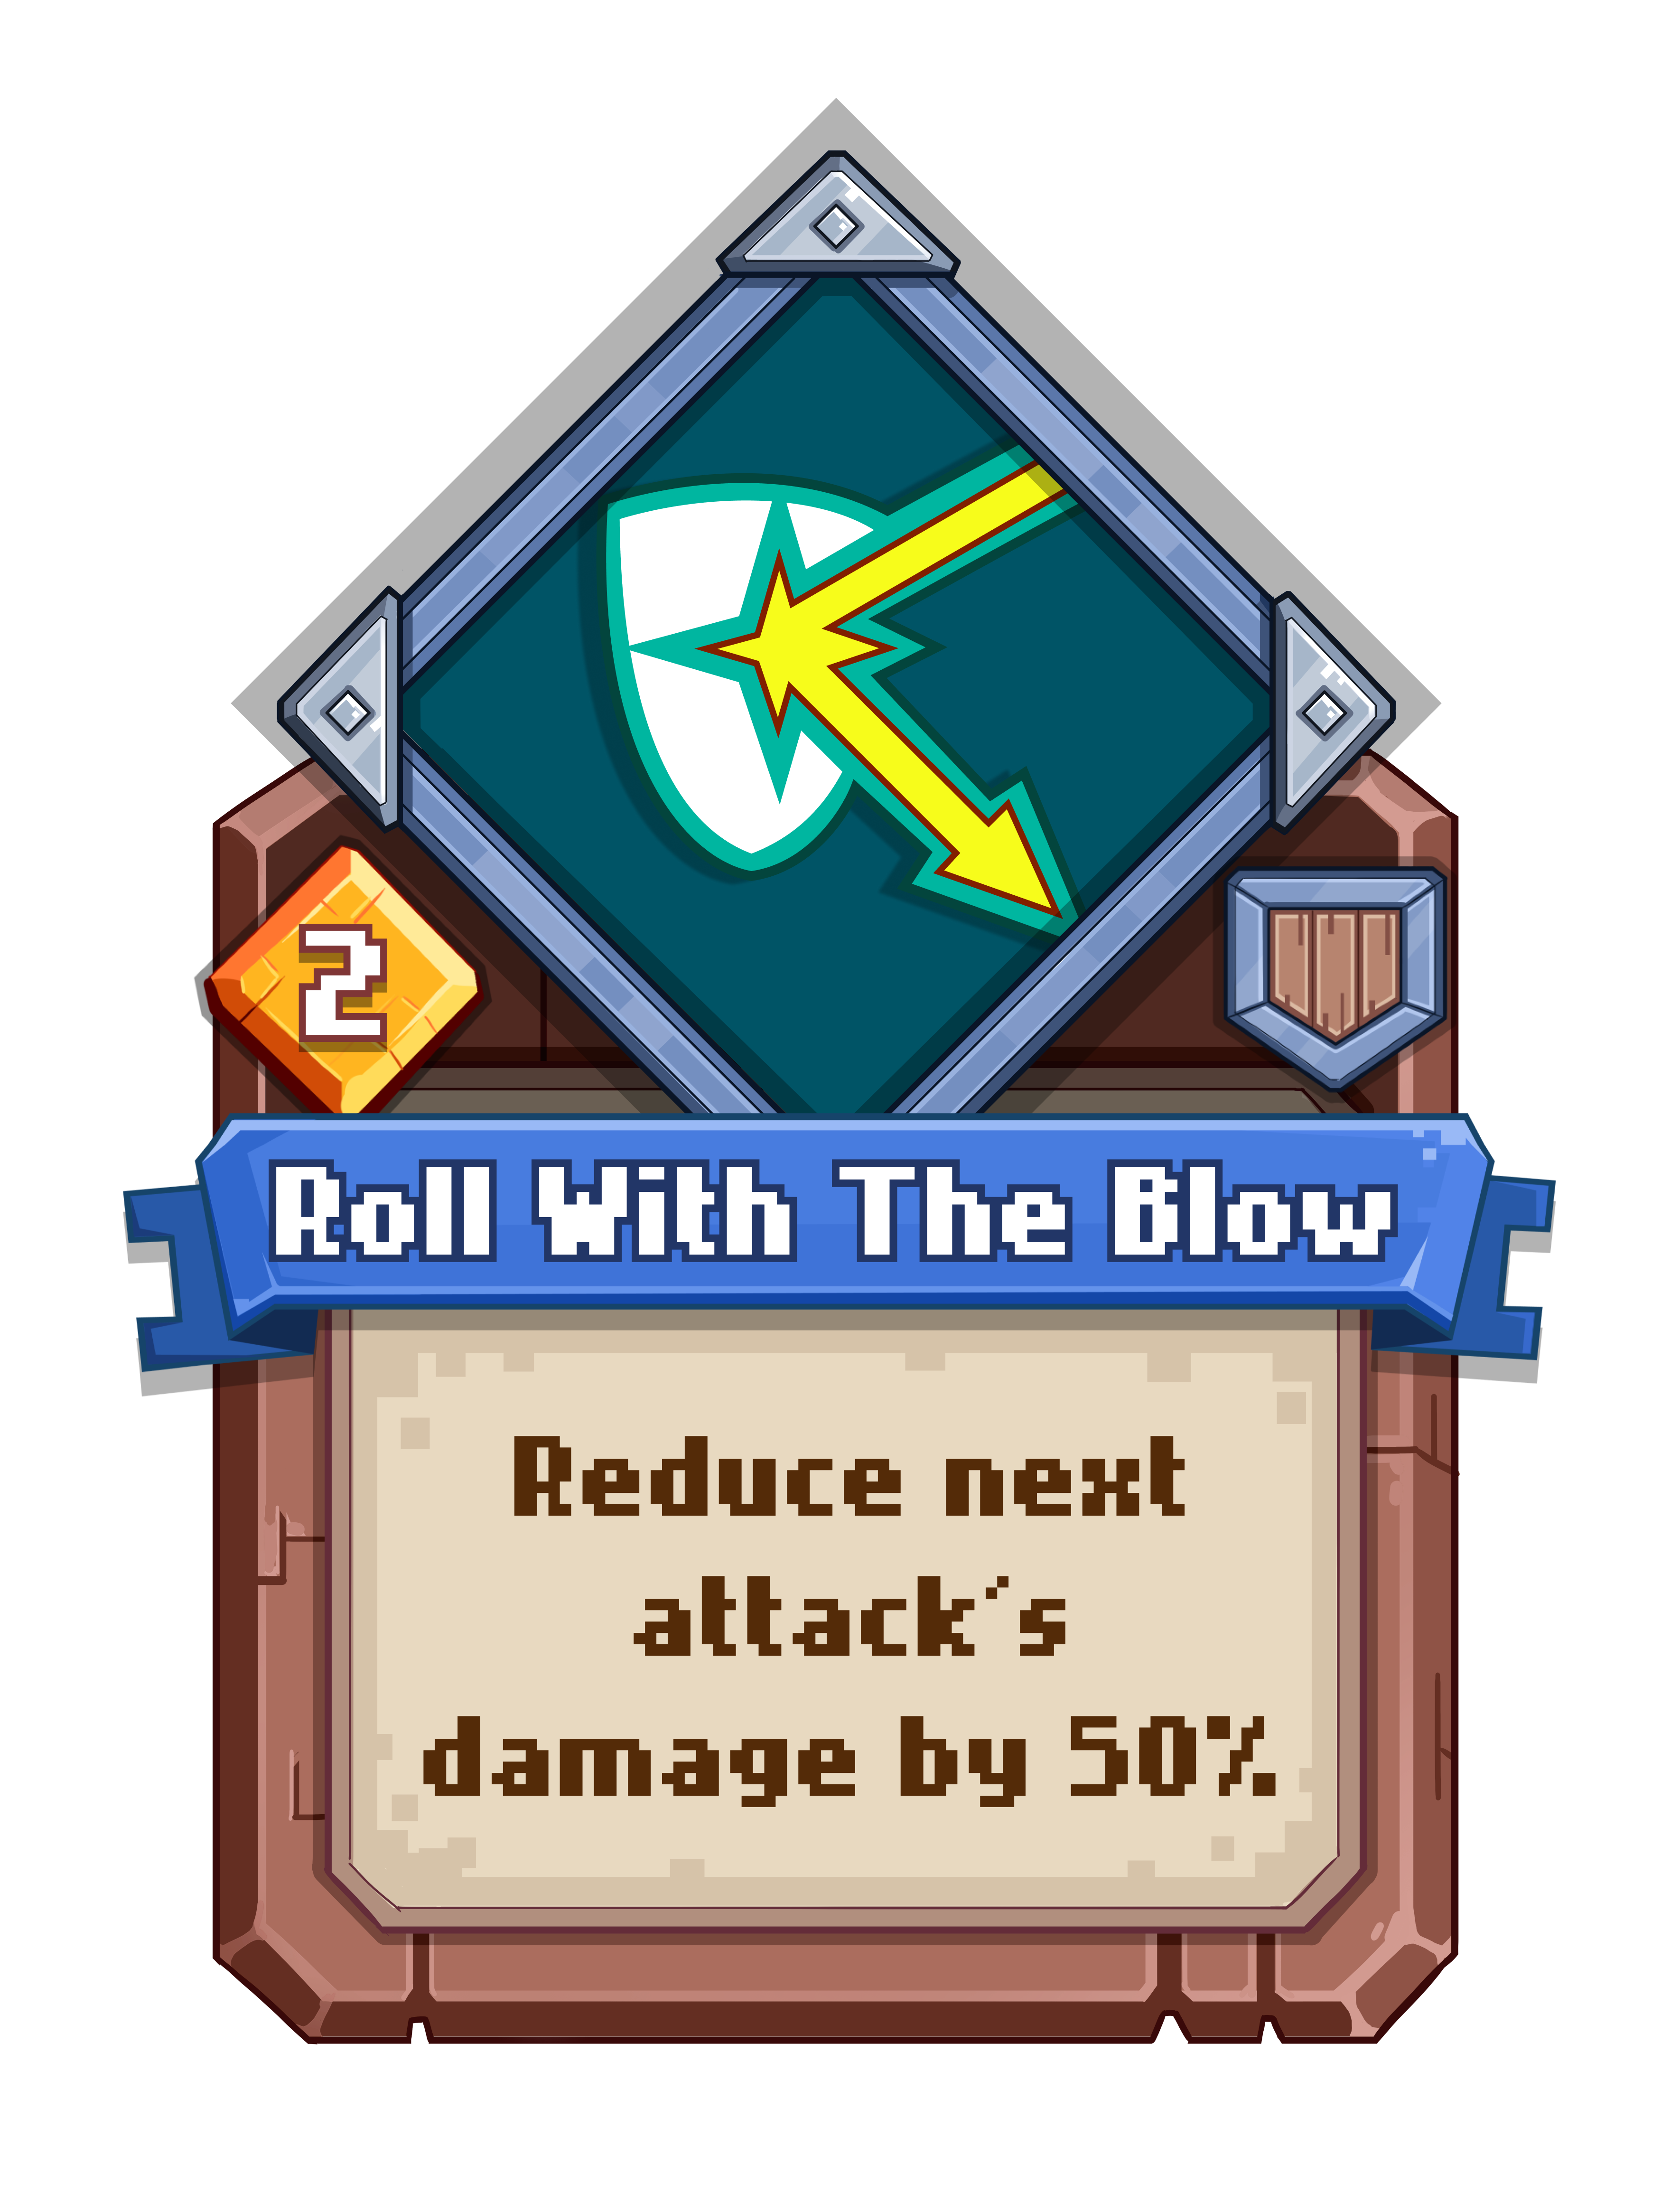 2
Roll With The Blow
Reduce next
attack's
damage by 50%